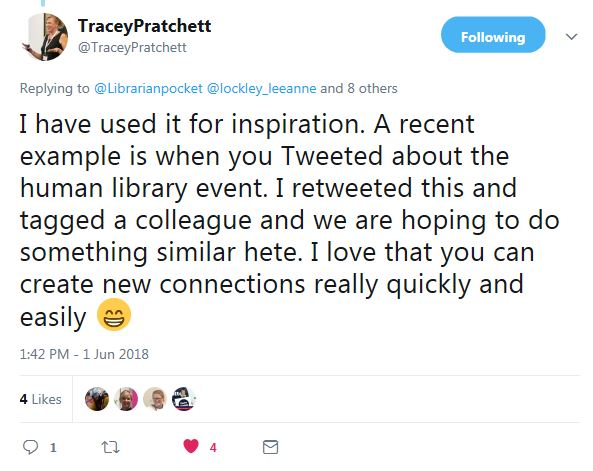 TraceyPratchett
@TraceyPratchett
Following
Replying to @Librarianpocket @lockley_leeanne and 8 others
I have used it for inspiration. A recent
example is when you Tweeted about the
human library event. I retweeted this and
tagged a colleague and we are hoping to do
something similar hete. I love that you can
create new connections really quickly and
easily 😁
1:42 PM - 1 Jun 2018
4 Likes
1
4